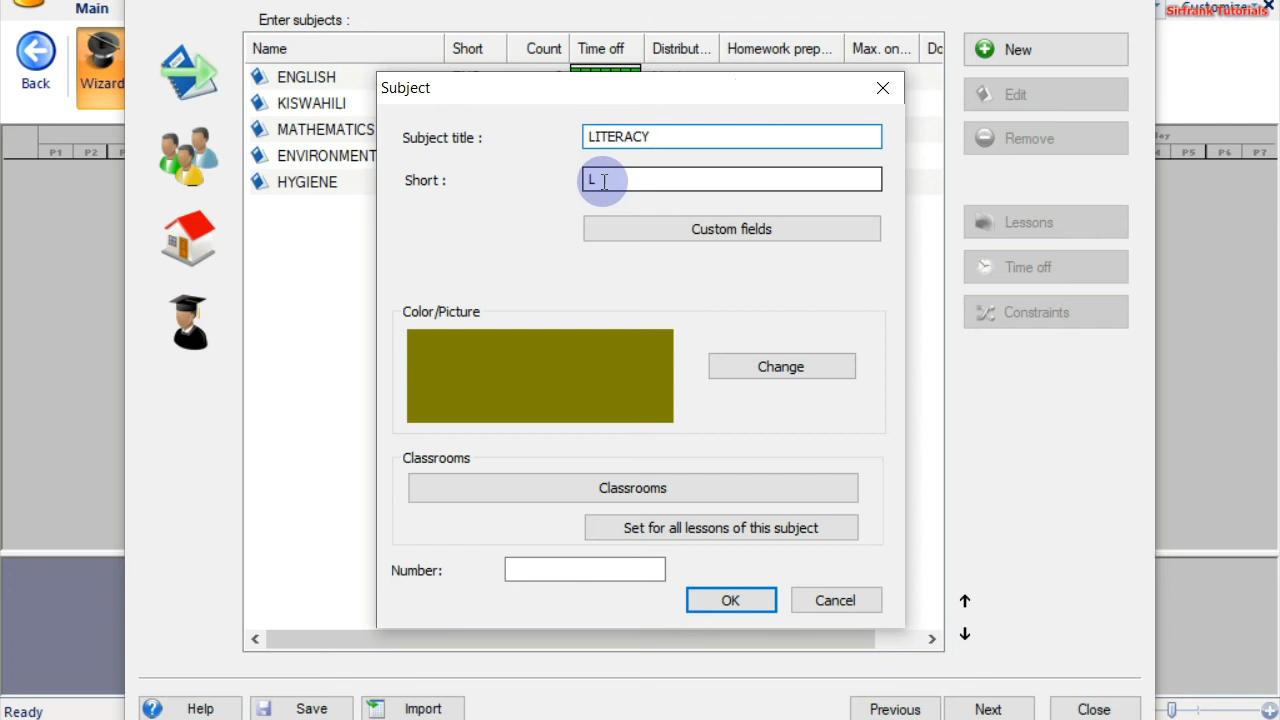 Main
Customize
Sirfrank Tutorials
Enter subjects :
Back
Wizard
Name Short Count Time off Distribut... Homework prep... Max. on... Do
New
ENGLISH
Subject
KISWAHILI
Edit
MATHEMATICS
Subject title : LITERACY
Remove
P1 P2
P5 P6 P7
ENVIRONMENT
HYGIENE
Short : L
Custom fields
Lessons
Time off
Color/Picture
Constraints
Change
Classrooms
Classrooms
Set for all lessons of this subject
Number:
OK Cancel
Ready
Help Save Import Previous Next Close